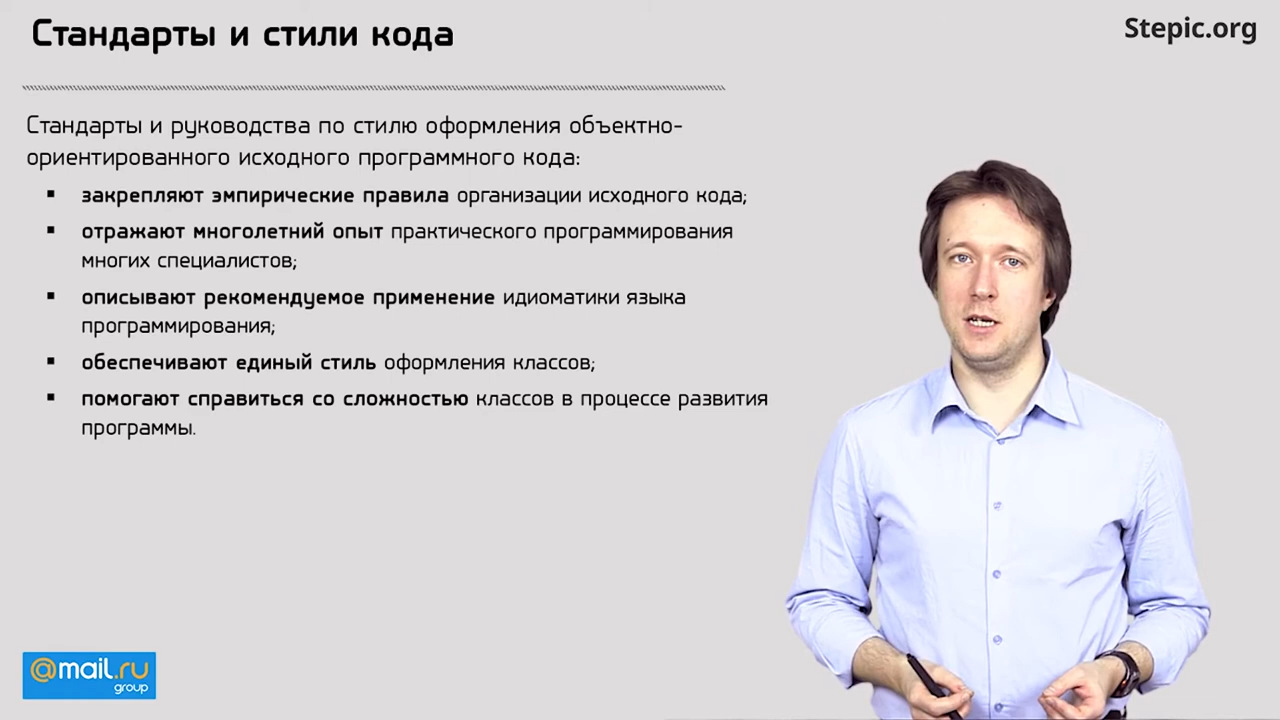 Стандарты и стили кода
Stepic.org
Стандарты и руководства по стилю оформления объектно-
ориентированного исходного программного кода:
▪ закрепляют эмпирические правила организации исходного кода;
▪ отражают многолетний опыт практического программирования
многих специалистов;
▪ описывают рекомендуемое применение идиоматики языка
программирования;
▪ обеспечивают единый стиль оформления классов;
▪ помогают справиться со сложностью классов в процессе развития
программы.
@mail.ru
group